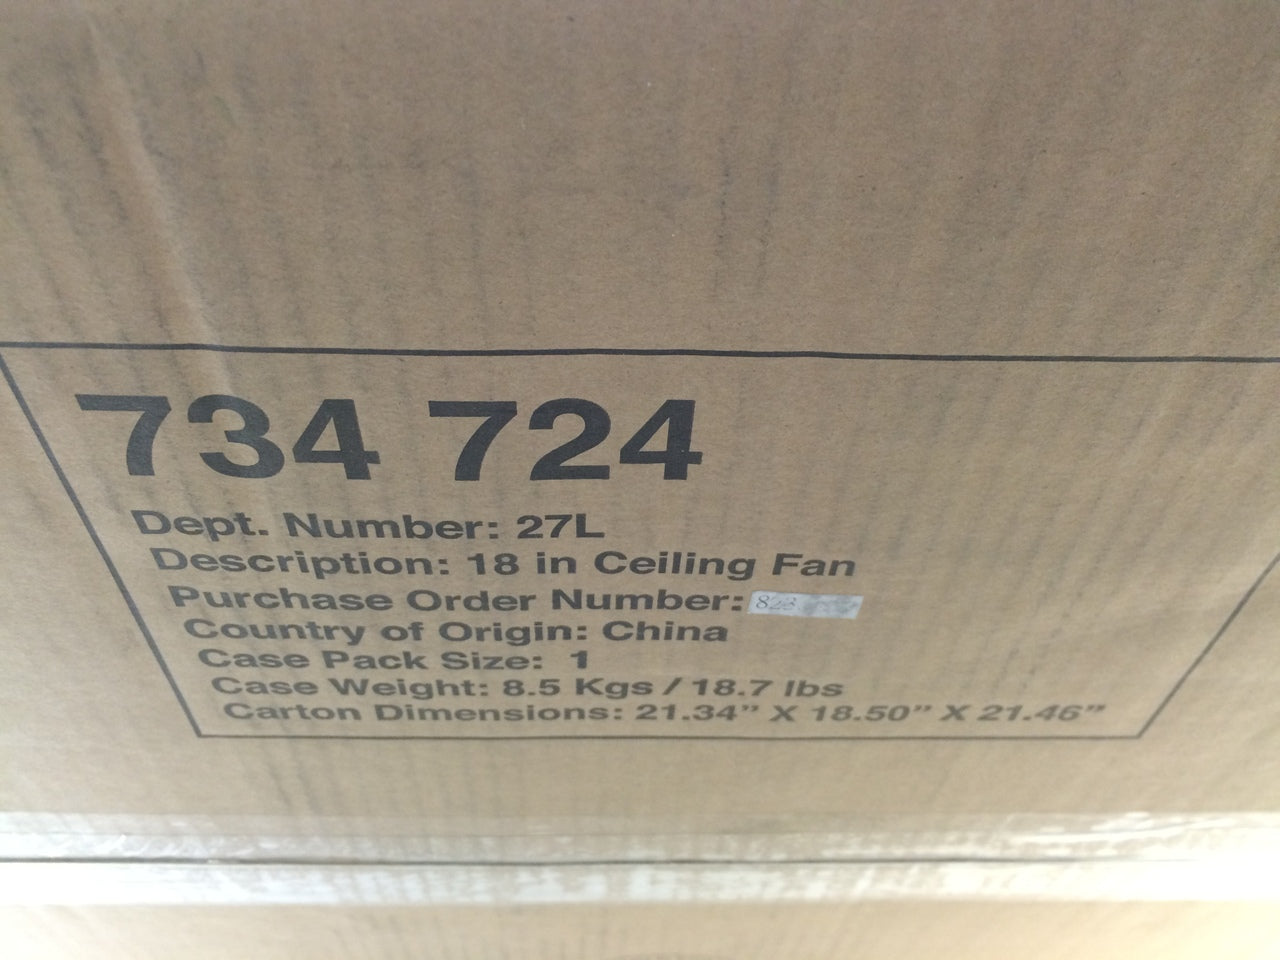 734 724
Dept. Number: 27L
Description: 18 in Ceiling Fan
Purchase Order Number:
Country of Origin: China
Case Pack Size: 1
Case Weight: 8.5 Kgs / 18.7 lbs
Carton Dimensions: 21.34” X 18.50” X 21.46”